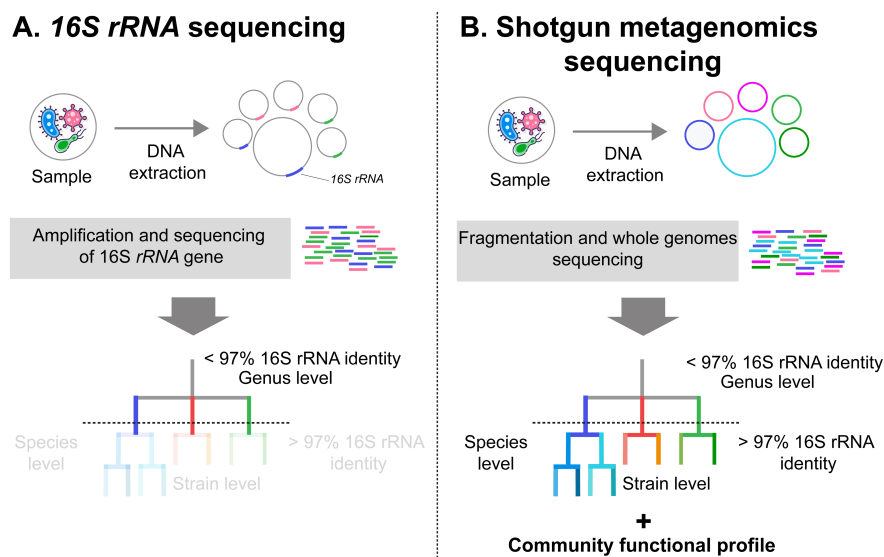 A. 16S rRNA sequencing
Sample
DNA
extraction
16S rRNA
Amplification and sequencing
of 16S rRNA gene
< 97% 16S rRNA identity
Genus level
Species
level
> 97% 16S rRNA
identity
Strain level
B. Shotgun metagenomics
sequencing
Sample
DNA
extraction
Fragmentation and whole genomes
sequencing
< 97% 16S rRNA identity
Genus level
Species
level
> 97% 16S rRNA
identity
Strain level
+
Community functional profile